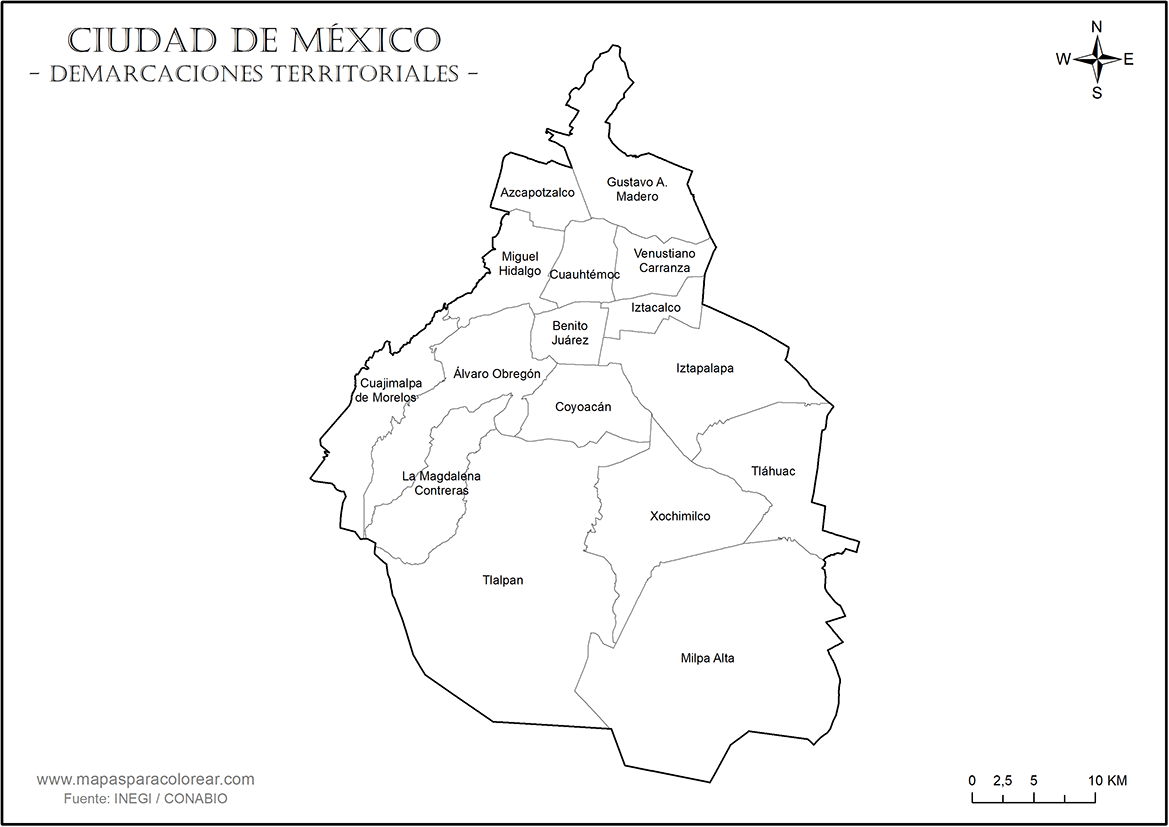 CIUDAD DE MÉXICO
- DEMARCACIONES TERRITORIALES -
N
W
E
S
Azcapotzalco
Gustavo A.
Madero
Miguel
Hidalgo
Cuauhtémoc
Venustiano
Carranza
Iztacalco
Benito
Juárez
Iztapalapa
Álvaro Obregón
Cuajimalpa
de Morelos
Coyoacán
La Magdalena
Contreras
Tláhuac
Xochimilco
Tlalpan
Milpa Alta
www.mapasparacolorear.com
Fuente: INEGI / CONABIO
0 2,5 5 10 KM